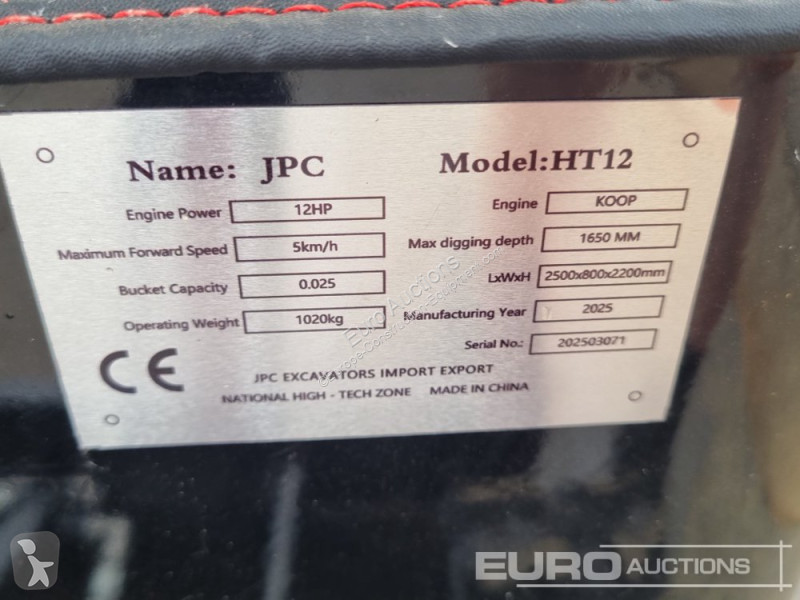 Name: JPC
Model:HT12
Engine Power 12HP
Engine KOOP
Maximum Forward Speed 5km/h
Max digging depth 1650 MM
Bucket Capacity 0.025
LxWxH 2500x800x2200mm
Operating Weight 1020kg
Manufacturing Year 2025
Serial No.: 202503071
CE
JPC EXCAVATORS IMPORT EXPORT
NATIONAL HIGH - TECH ZONE MADE IN CHINA
Euro Auctions
EURO AUCTIONS